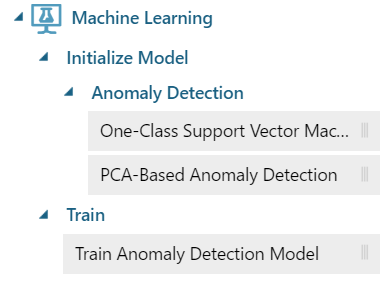 Machine Learning
Initialize Model
Anomaly Detection
One-Class Support Vector Mac...
PCA-Based Anomaly Detection
Train
Train Anomaly Detection Model